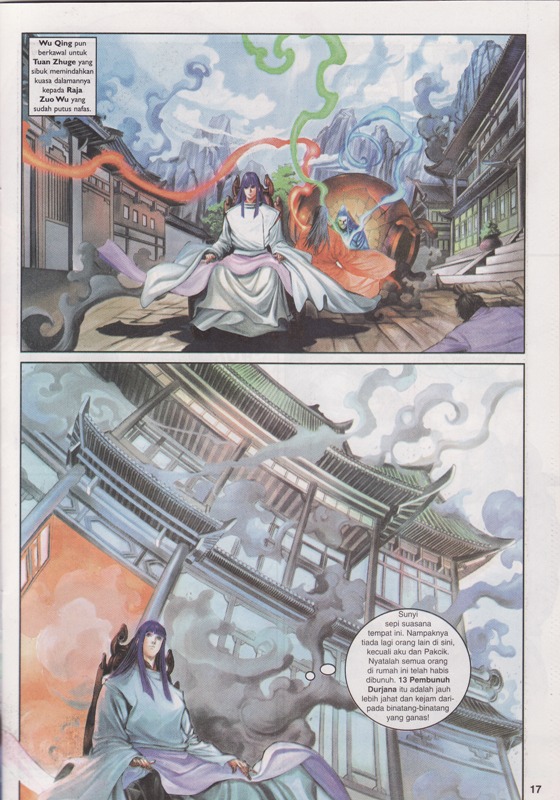 Wu Qing pun
berkawal untuk
Tuan Zhuge yang
sibuk memindahkan
kuasa dalamannya
kepada Raja
Zuo Wu yang
sudah putus nafas.
Sunyi
sepi suasana
tempat ini. Nampaknya
tiada lagi orang lain di sini,
kecuali aku dan Pakcik.
Nyatalah semua orang
di rumah ini telah habis
dibunuh. 13 Pembunuh
Durjana itu adalah jauh
lebih jahat dan kejam dari-
pada binatang-binatang
yang ganas!
17